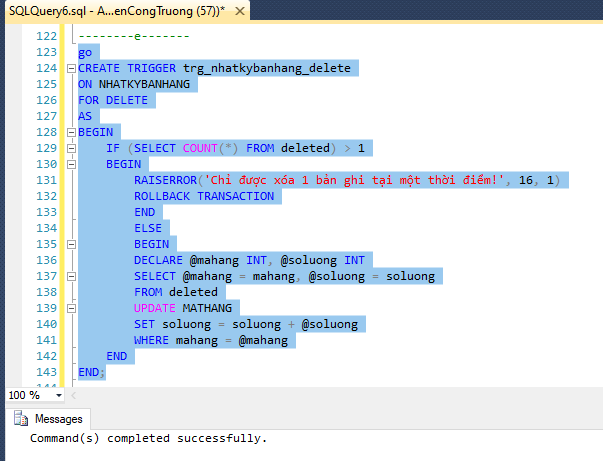 SQLQuery6.sql - A...enCongTruong (57))* ×
122 --------e-------
123 go
124 CREATE TRIGGER trg_nhatkybanhang_delete
125 ON NHATKYBANHANG
126 FOR DELETE
127 AS
128 BEGIN
129 IF (SELECT COUNT(*) FROM deleted) > 1
130 BEGIN
131 RAISERROR('Chỉ được xóa 1 bản ghi tại một thời điểm!', 16, 1)
132 ROLLBACK TRANSACTION
133 END
134 ELSE
135 BEGIN
136 DECLARE @mahang INT, @soluong INT
137 SELECT @mahang = mahang, @soluong = soluong
138 FROM deleted
139 UPDATE MATHANG
140 SET soluong = soluong + @soluong
141 WHERE mahang = @mahang
142 END
143 END;
100 %
Messages
Command(s) completed successfully.